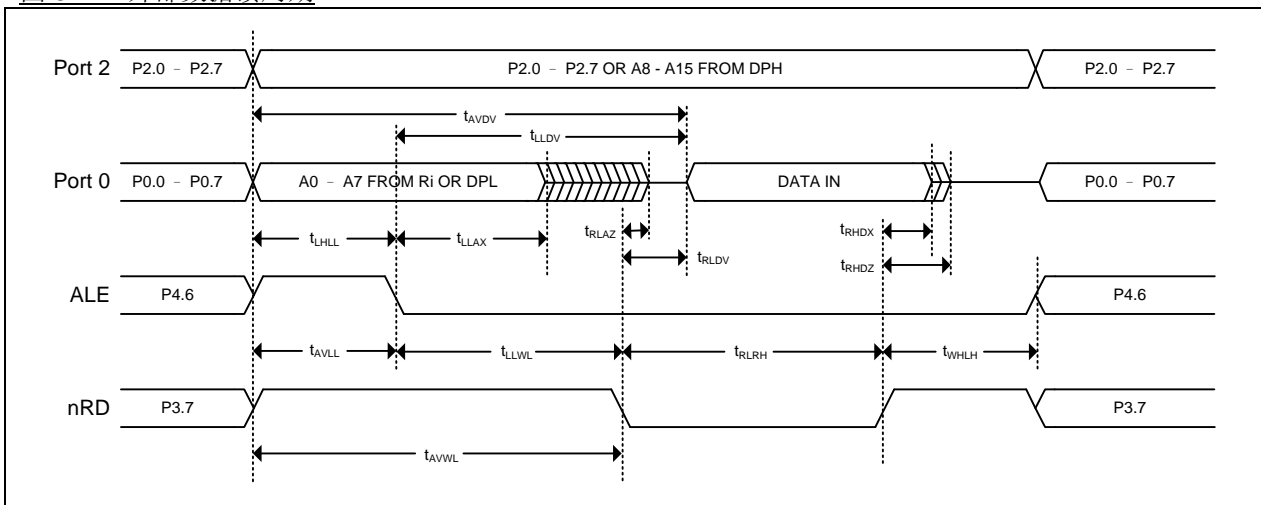 Port 2 P2.0 – P2.7 P2.0 – P2.7 OR A8 - A15 FROM DPH P2.0 – P2.7
tAVDV
tLLDV
Port 0 P0.0 – P0.7 A0 – A7 FROM Ri OR DPL DATA IN P0.0 – P0.7
tLHLL tLLAX tRLAZ tRHDX
tRLDV
tRHDZ
ALE P4.6 P4.6
tAVLL tLLWL tRLRH tWHLH
nRD P3.7 P3.7
tAVWL